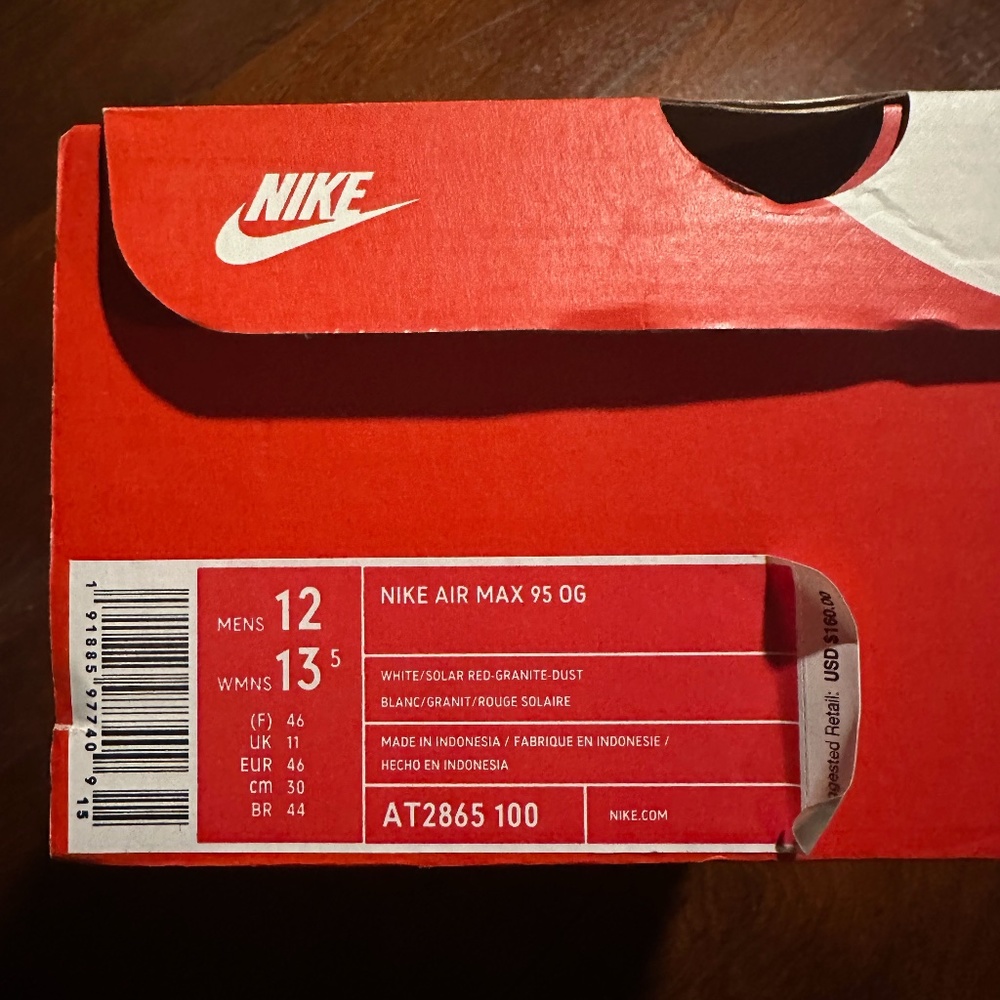 NIKE
1 91885 97740 9 15
MENS 12
WMNS 13 5
(F) 46
UK 11
EUR 46
cm 30
BR 44
NIKE AIR MAX 95 OG
WHITE/SOLAR RED-GRANITE-DUST
BLANC/GRANIT/ROUGE SOLAIRE
MADE IN INDONESIA / FABRIQUE EN INDONESIE /
HECHO EN INDONESIA
AT2865 100
NIKE.COM
Retail: USD $160.00